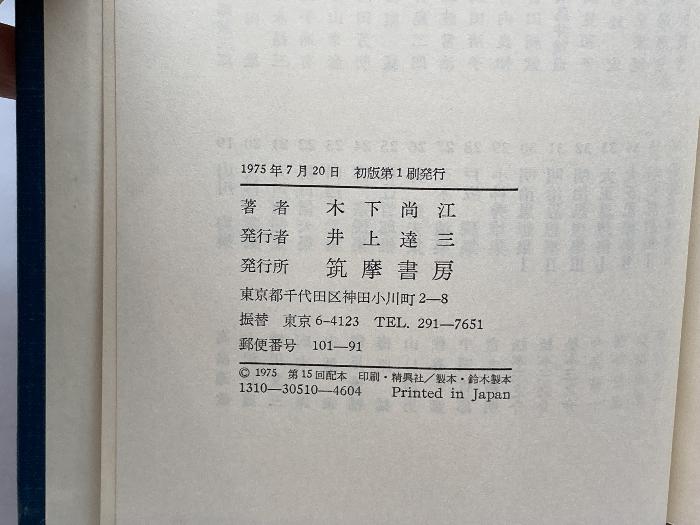 1975年7月20日 初版第1刷発行
著者 木下尚江
発行者 井上達三
発行所 筑摩書房
東京都千代田区神田小川町2—8
振替 東京6-4123 TEL. 291—7651
郵便番号 101—91
© 1975 第15回配本 印刷・精興社/製本・鈴木製本
1310—30510—4604 Printed in Japan